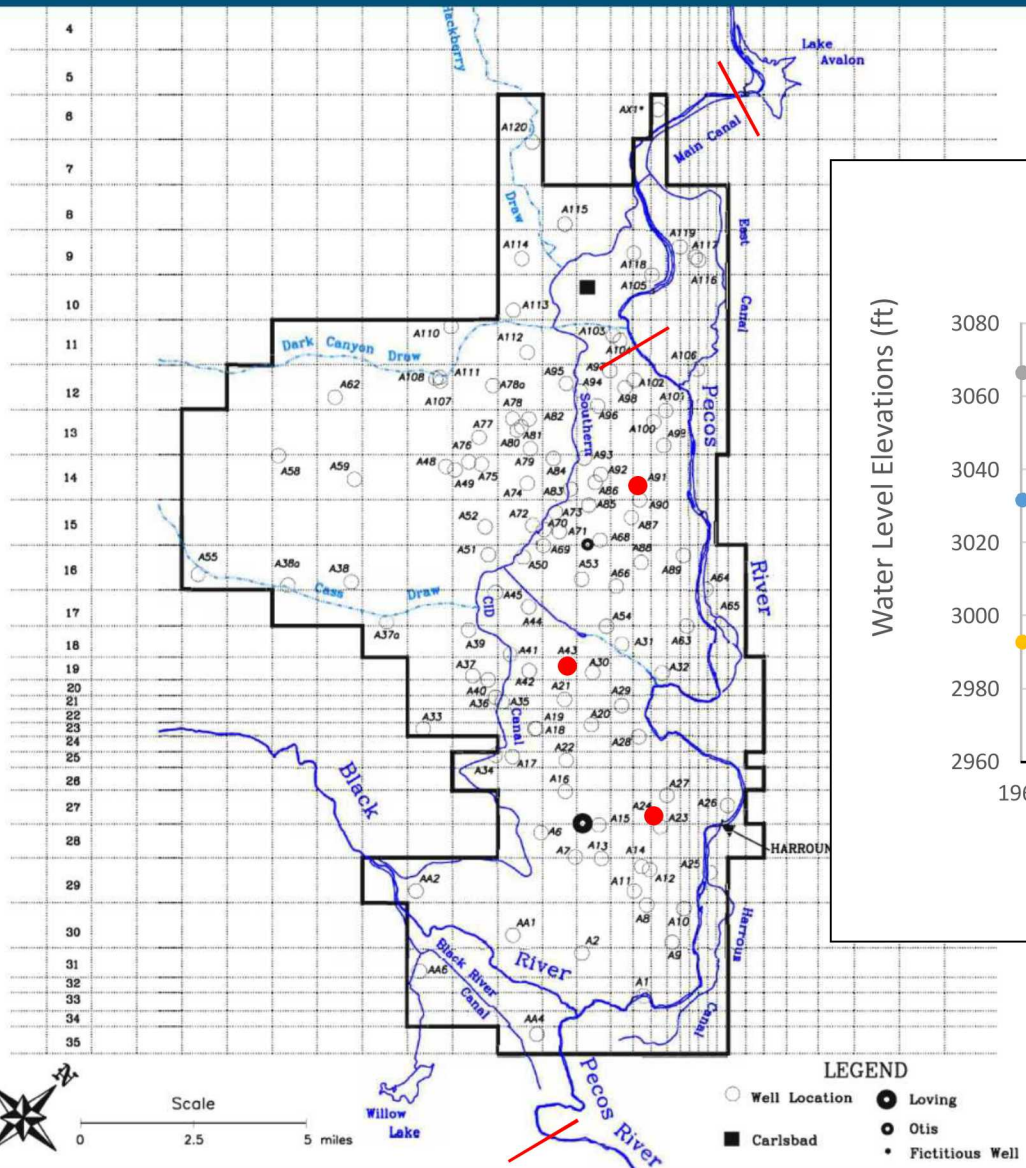 4
5
6
7
8
9
10
11
12
13
14
15
16
17
18
19
20
21
22
23
24
25
26
27
28
29
30
31
32
33
34
35
Hackberry
Draw
Lake
Avalon
AX1*
Main Canal
A120
A115
A114
East
Canal
A119
A117
A118
A116
A105
A113
A110
A103
A104
Dark Canyon Draw
A112
A106
A108
A111
A107
A62
A78a
A95
A94
A102
A98
A96
A101
Pecos
River
Southern
A78
A82
A77
A81
A80
A100
A99
A76
A79
A93
A58
A59
A48
A49
A75
A84
A92
A86
A91
A74
A83
A85
A90
A72
A73
A87
A52
A70
A71
A68
A51
A69
A50
A88
A55
A38a
A38
A53
A89
A66
A64
Cass
Draw
CID
A45
A65
A37a
A44
A54
A63
A39
A31
A41
A43
A37
A30
A32
A42
A40
A21
A36
A35
A29
A33
Canal
A19
A20
A18
A28
A34
A17
A22
A16
A27
A24
A26
A6
A15
A23
HARROUN
Black
River
A7
A13
A14
A25
AA2
A12
A11
A8
A10
Harroun
Canal
AA1
A2
A9
Black River
Canal
AA6
A1
AA4
Willow
Lake
Pecos River
N
Scale
0 2.5 5 miles
LEGEND
Well Location
Loving
Carlsbad
Otis
Fictitious Well
Water Level Elevations (ft)
3080
3060
3040
3020
3000
2980
2960
196